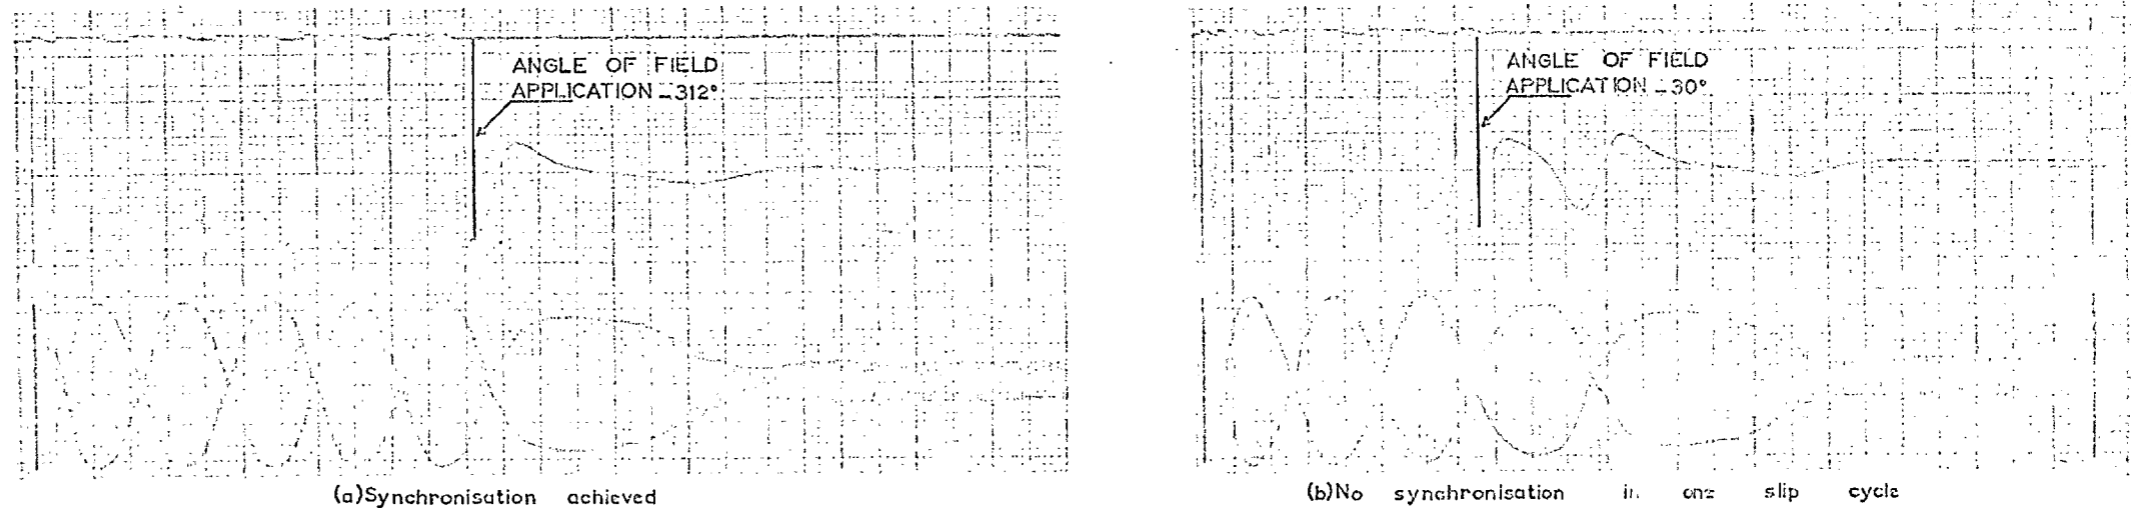 ANGLE OF FIELD
APPLICATION _ 312°
(a) Synchronisation achieved
ANGLE OF FIELD
APPLICATION _ 30°
(b) No synchronisation in one slip cycle